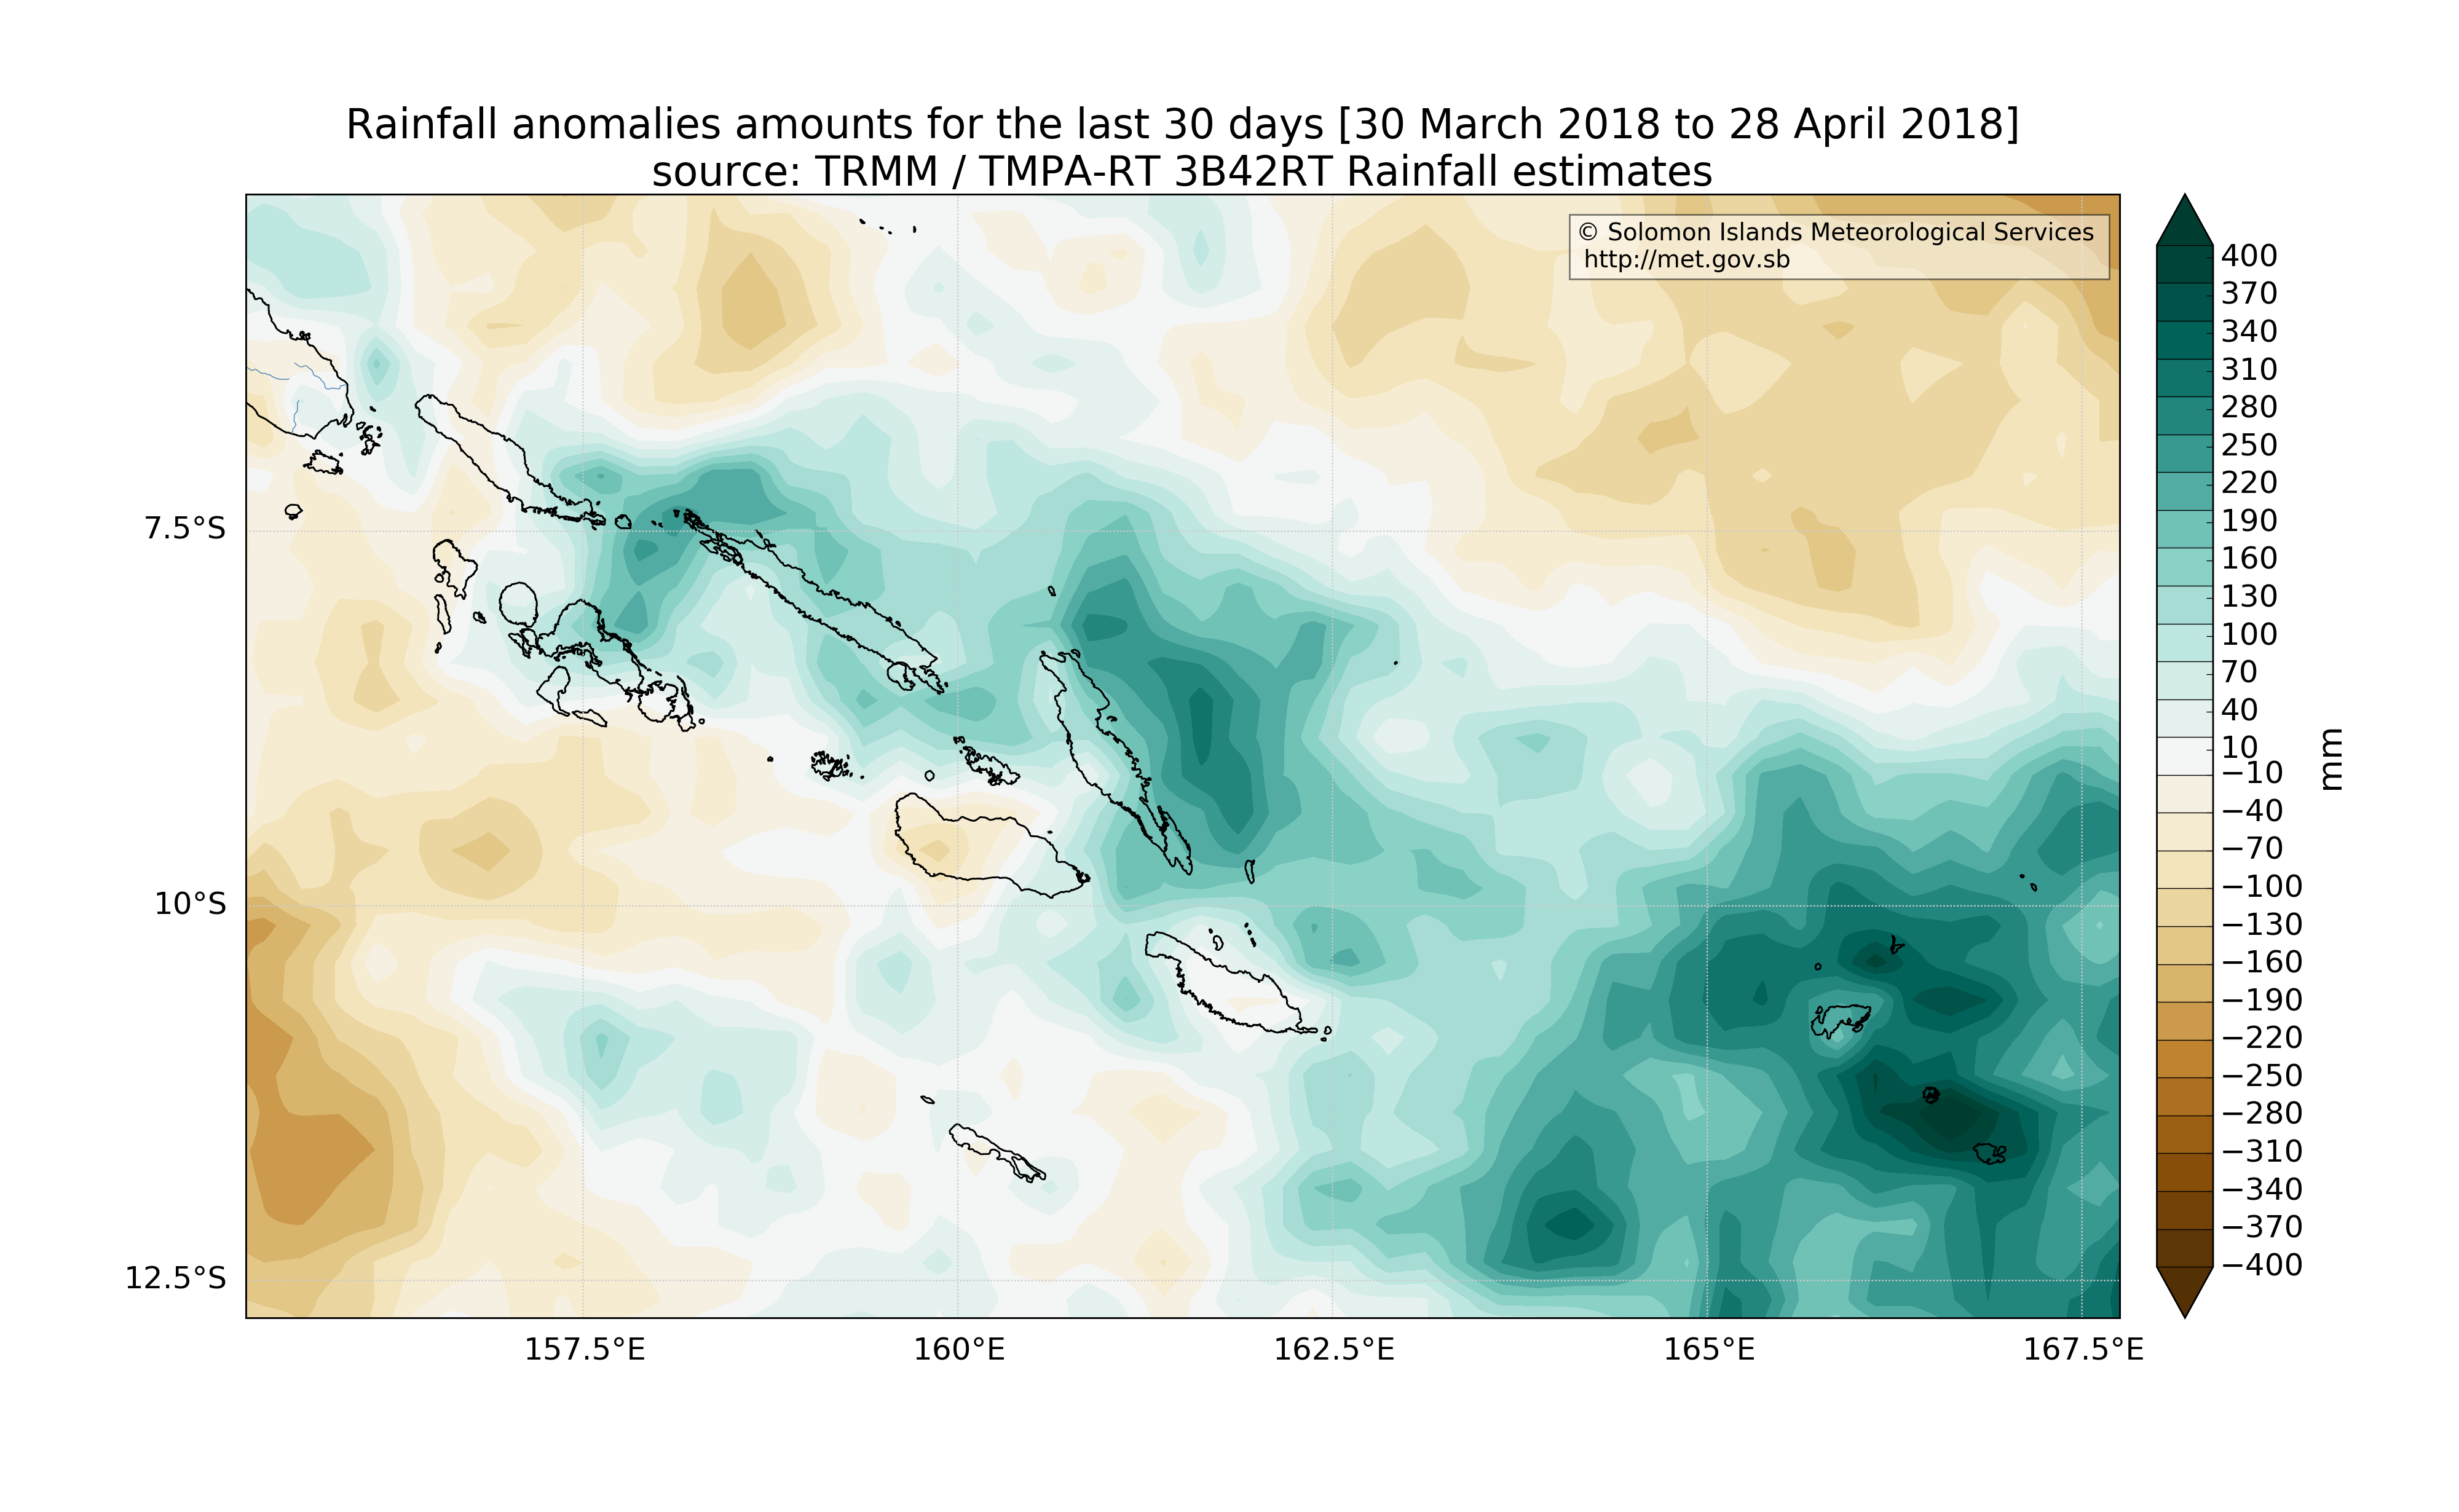 Rainfall anomalies amounts for the last 30 days [30 March 2018 to 28 April 2018]
source: TRMM / TMPA-RT 3B42RT Rainfall estimates
© Solomon Islands Meteorological Services
http://met.gov.sb
7.5°S
10°S
12.5°S
157.5°E
160°E
162.5°E
165°E
167.5°E
400
370
340
310
280
250
220
190
160
130
100
70
40
10
−10
−40
−70
−100
−130
−160
−190
−220
−250
−280
−310
−340
−370
−400
mm